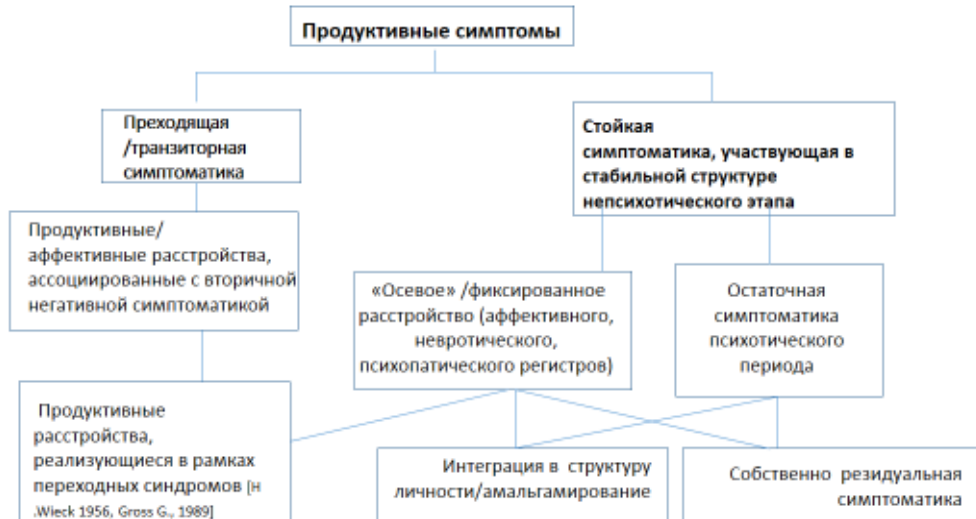 Продуктивные симптомы
Преходящая
/транзиторная
симптоматика
Стойкая
симптоматика, участвующая в
стабильной структуре
непсихотического этапа
Продуктивные/
аффективные расстройства,
ассоциированные с вторичной
негативной симптоматикой
«Осевое» /фиксированное
расстройство (аффективного,
невротического,
психопатического регистров)
Остаточная
симптоматика
психотического
периода
Продуктивные
расстройства,
реализующиеся в рамках
переходных синдромов [н
.Wieck 1956, Gross G., 1989]
Интеграция в структуру
личности/амальгамирование
Собственно резидуальная
симптоматика